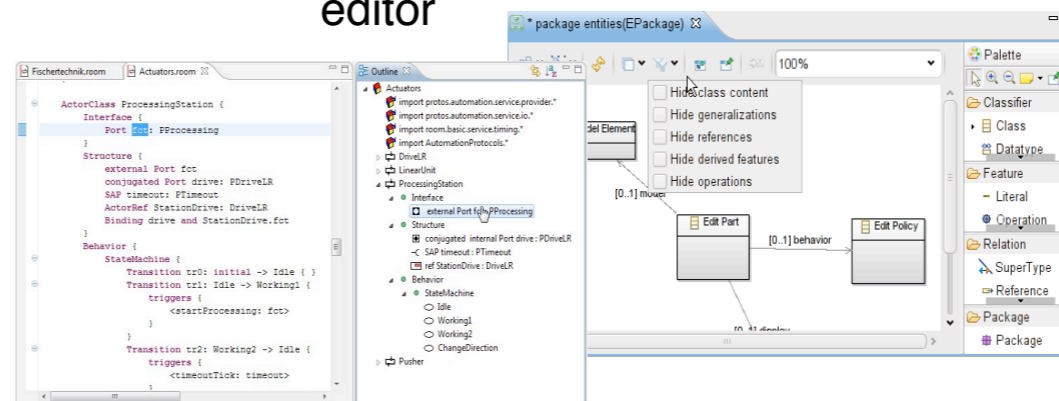 editor
Fischertechnik.room
Actuators.room
ActorClass ProcessingStation {
Interface {
Port fct: PProcessing
}
Structure {
external Port fct
conjugated Port drive: PDriveLR
SAP timeout: PTimeout
ActorRef StationDrive: DriveLR
Binding drive and StationDrive.fct
}
Behavior {
StateMachine {
Transition tr0: initial -> Idle { }
Transition tr1: Idle -> Working1 {
triggers {
<startProcessing: fct>
}
}
Transition tr2: Working2 -> Idle {
triggers {
<timeoutTick: timeout>
}
Outline
Actuators
import protos.automation.service.provider.*
import protos.automation.service.io.*
import room.basic.service.timing.*
import AutomationProtocols.*
DriveLR
LinearUnit
ProcessingStation
Interface
external Port PProcessing
Structure
conjugated internal Port drive : PDriveLR
SAP timeout : PTimeout
ref StationDrive : DriveLR
Behavior
StateMachine
Idle
Working1
Working2
ChangeDirection
Pusher
* package entities(EPackage)
100%
Hide class content
Hide generalizations
Hide references
Hide derived features
Hide operations
Element
[0..1]
Edit Part
[0..1] behavior
Edit Policy
Palette
Classifier
Class
Datatype
Feature
Literal
Operation
Relation
SuperType
Reference
Package
Package